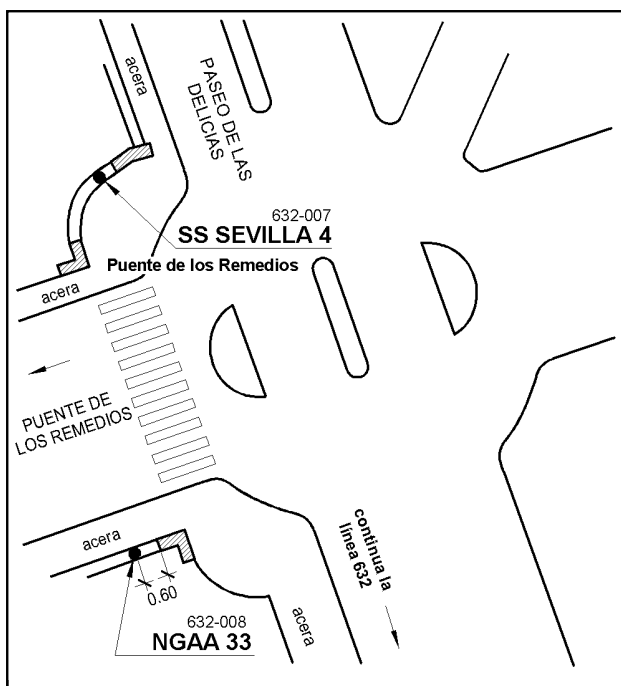 acera
PASEO DE LAS
DELICIAS
632-007
SS SEVILLA 4
Puente de los Remedios
acera
PUENTE DE
LOS REMEDIOS
continua la
línea 632
acera
0.60
632-008
NGAA 33
acera